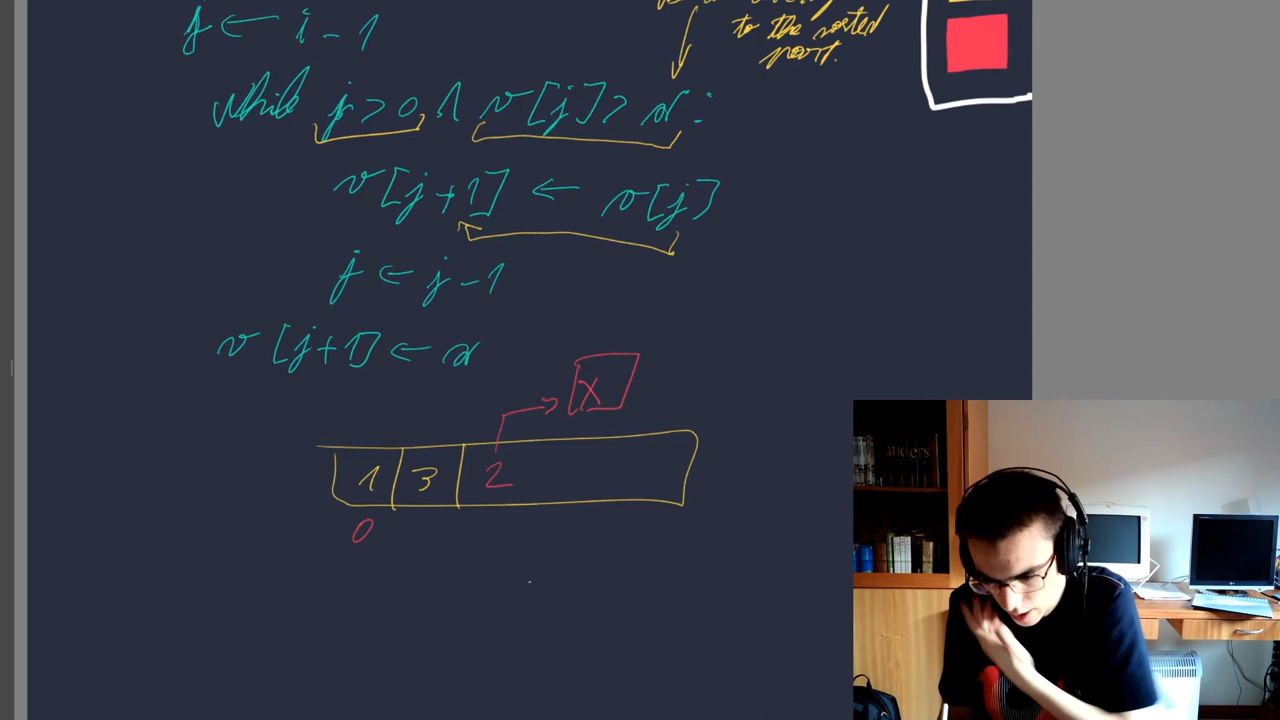 j ← i - 1
to the sorted
part.
while j > 0 ∧ v[j] > x :
v[j+1] ← v[j]
j ← j - 1
v[j+1] ← x
X
1 3 2
0
anders